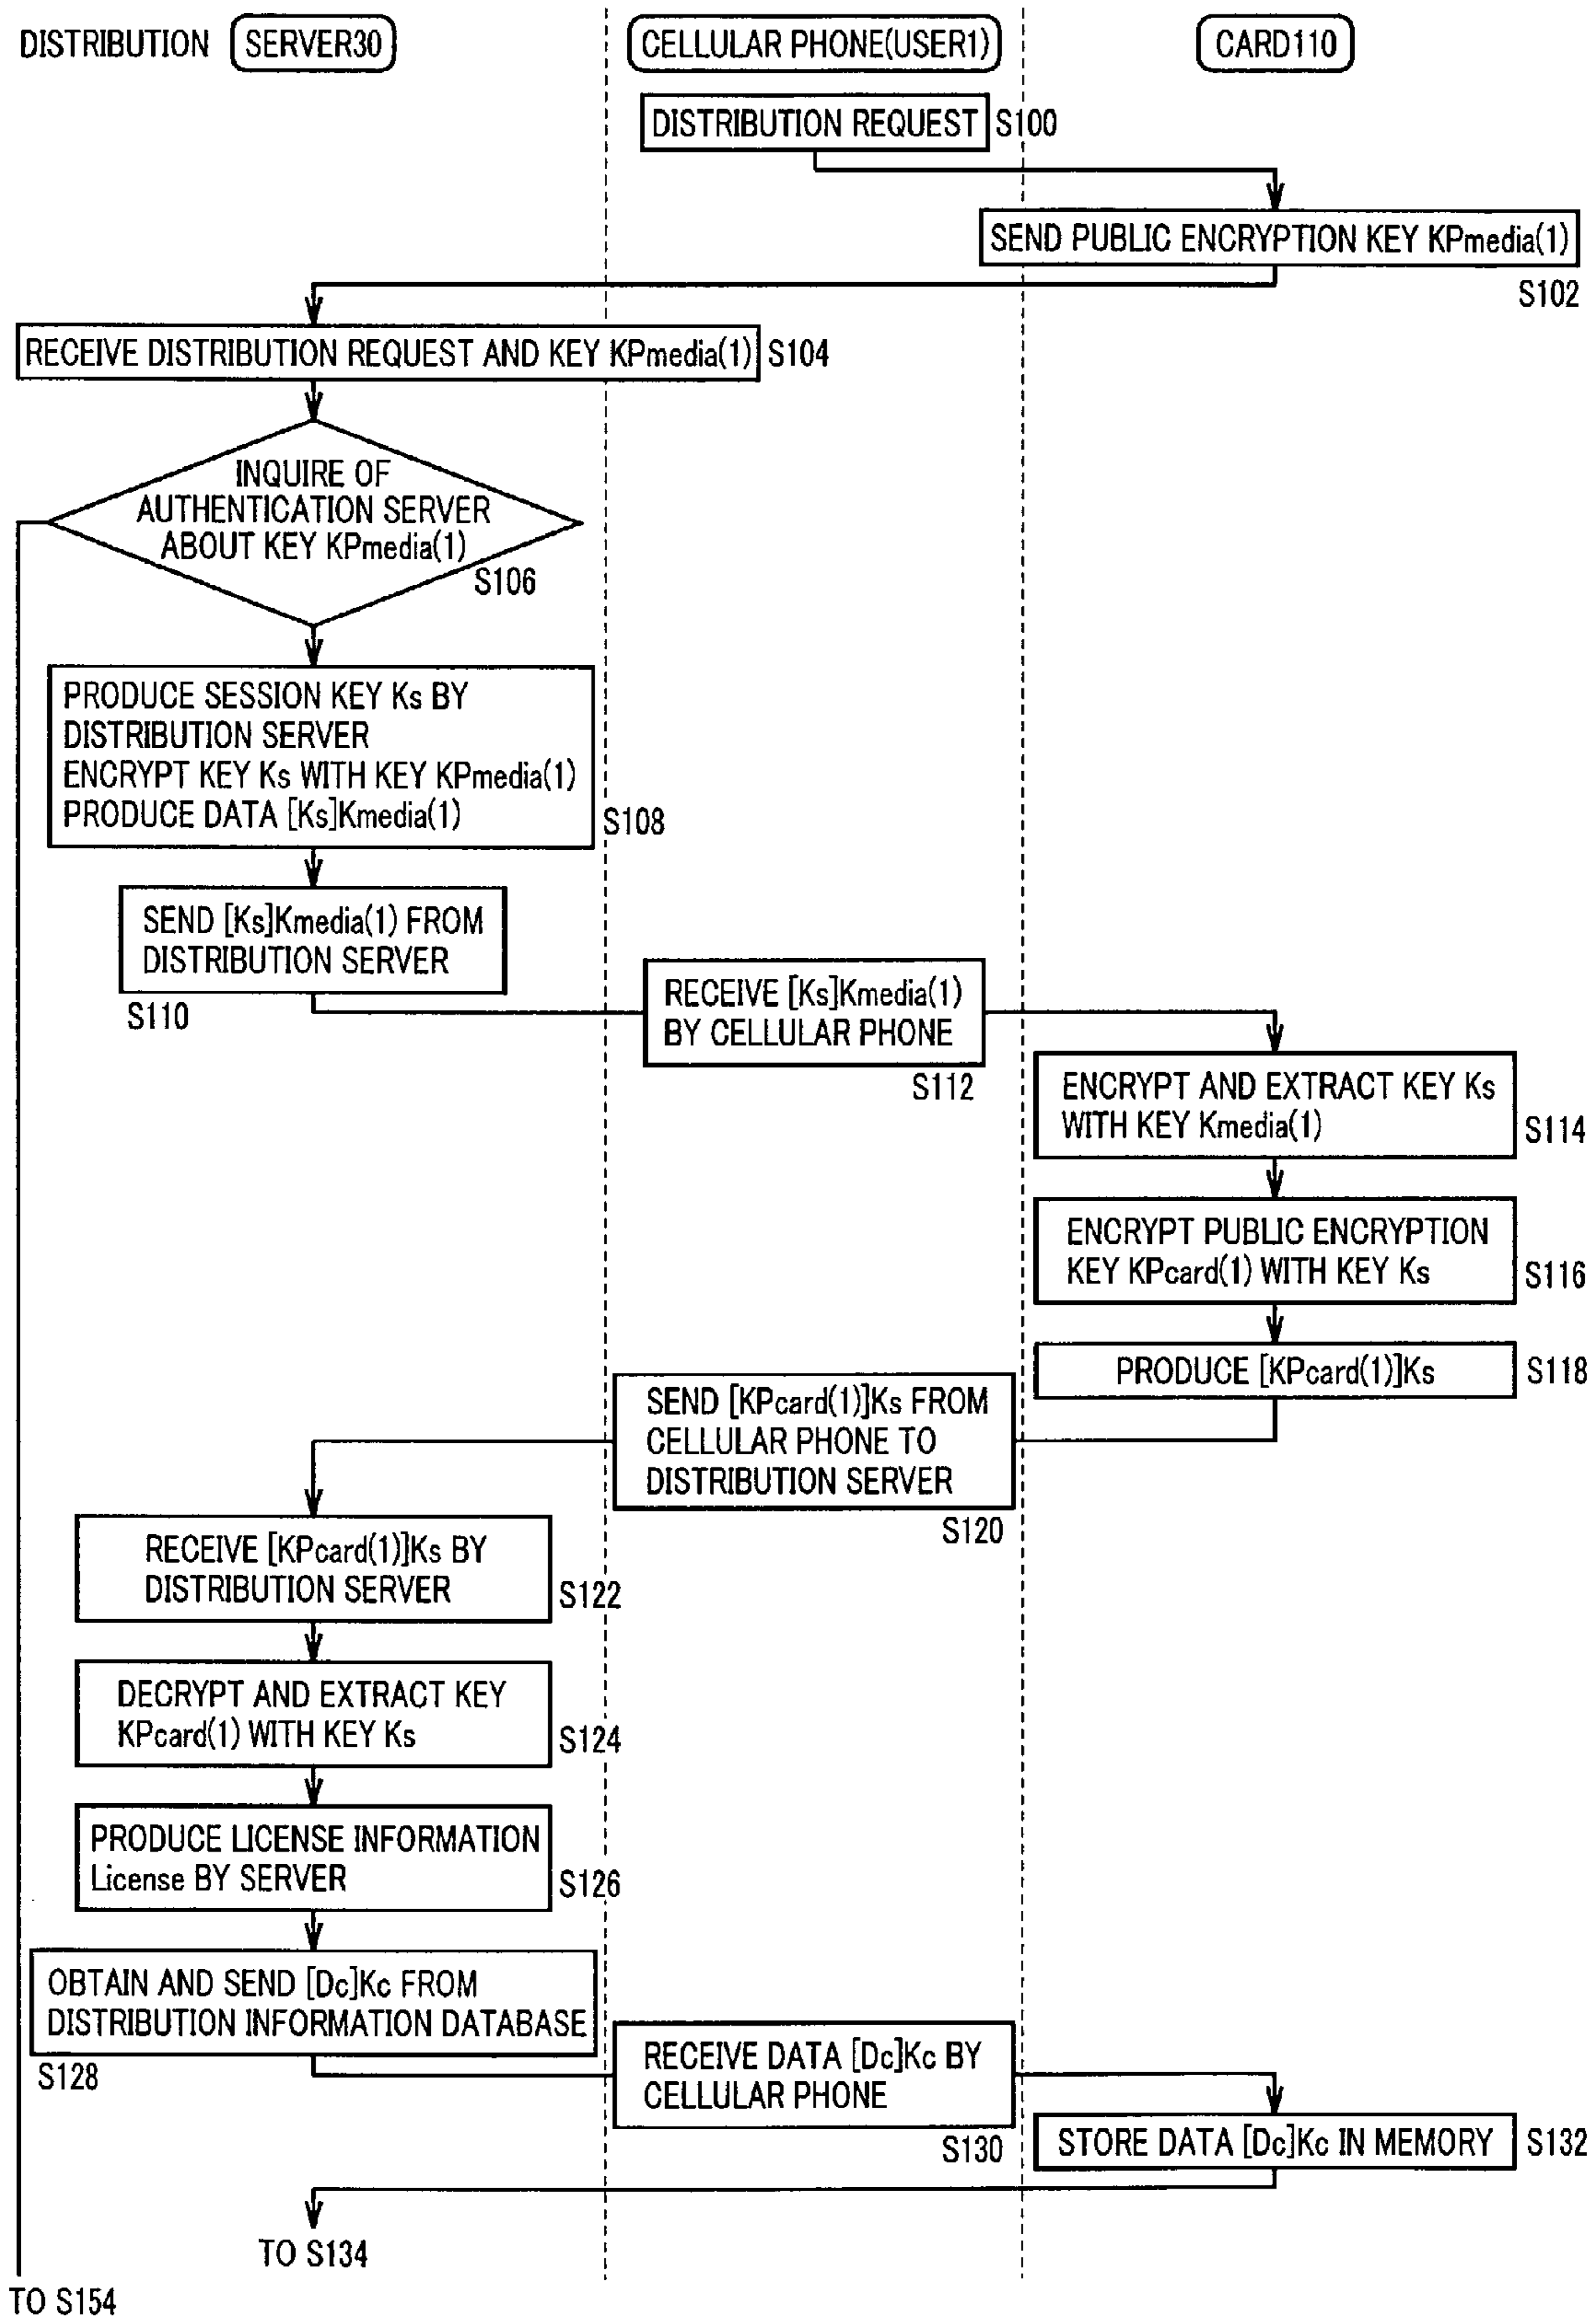 DISTRIBUTION SERVER30 CELLULAR PHONE(USER1) CARD110
DISTRIBUTION REQUEST S100
SEND PUBLIC ENCRYPTION KEY KPmedia(1)
S102
RECEIVE DISTRIBUTION REQUEST AND KEY KPmedia(1) S104
INQUIRE OF
AUTHENTICATION SERVER
ABOUT KEY KPmedia(1)
S106
PRODUCE SESSION KEY Ks BY
DISTRIBUTION SERVER
ENCRYPT KEY Ks WITH KEY KPmedia(1)
PRODUCE DATA [Ks]Kmedia(1)
S108
SEND [Ks]Kmedia(1) FROM
DISTRIBUTION SERVER
S110
RECEIVE [Ks]Kmedia(1)
BY CELLULAR PHONE
S112
ENCRYPT AND EXTRACT KEY Ks
WITH KEY Kmedia(1)
S114
ENCRYPT PUBLIC ENCRYPTION
KEY KPcard(1) WITH KEY Ks
S116
PRODUCE [KPcard(1)]Ks
S118
SEND [KPcard(1)]Ks FROM
CELLULAR PHONE TO
DISTRIBUTION SERVER
S120
RECEIVE [KPcard(1)]Ks BY
DISTRIBUTION SERVER
S122
DECRYPT AND EXTRACT KEY
KPcard(1) WITH KEY Ks
S124
PRODUCE LICENSE INFORMATION
License BY SERVER
S126
OBTAIN AND SEND [Dc]Kc FROM
DISTRIBUTION INFORMATION DATABASE
S128
RECEIVE DATA [Dc]Kc BY
CELLULAR PHONE
S130
STORE DATA [Dc]Kc IN MEMORY
S132
TO S134
TO S154